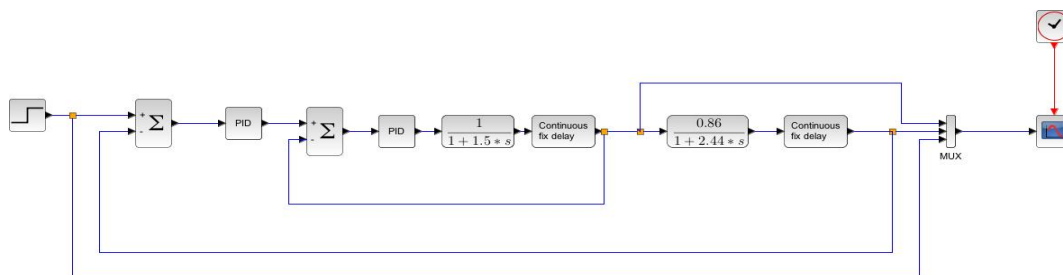 +
-
Σ
PID
+
-
Σ
PID
1
1 + 1.5 * s
Continuous
fix delay
0.86
1 + 2.44 * s
Continuous
fix delay
MUX